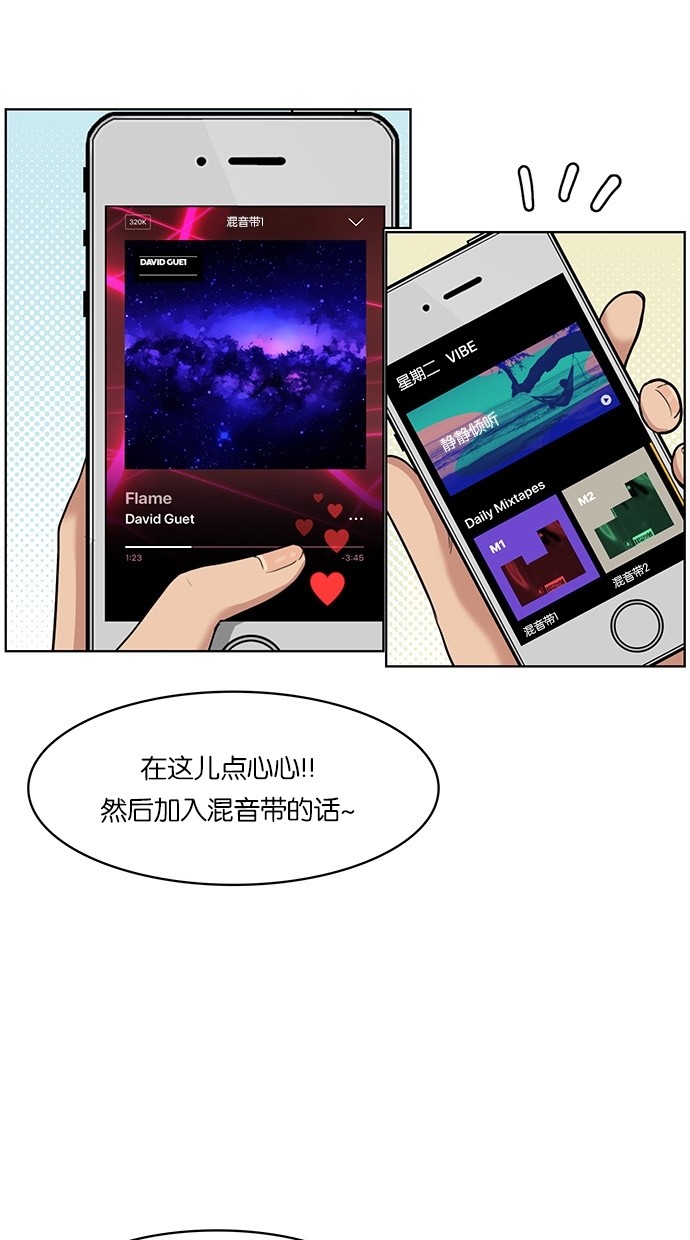 320K
混音带1
DAVID GUET
Flame
David Guet
1:23
-3:45
星期二 VIBE
静静倾听
Daily Mixtapes
M1
M2
混音带1
混音带2
在这儿点心心!!
然后加入混音带的话~